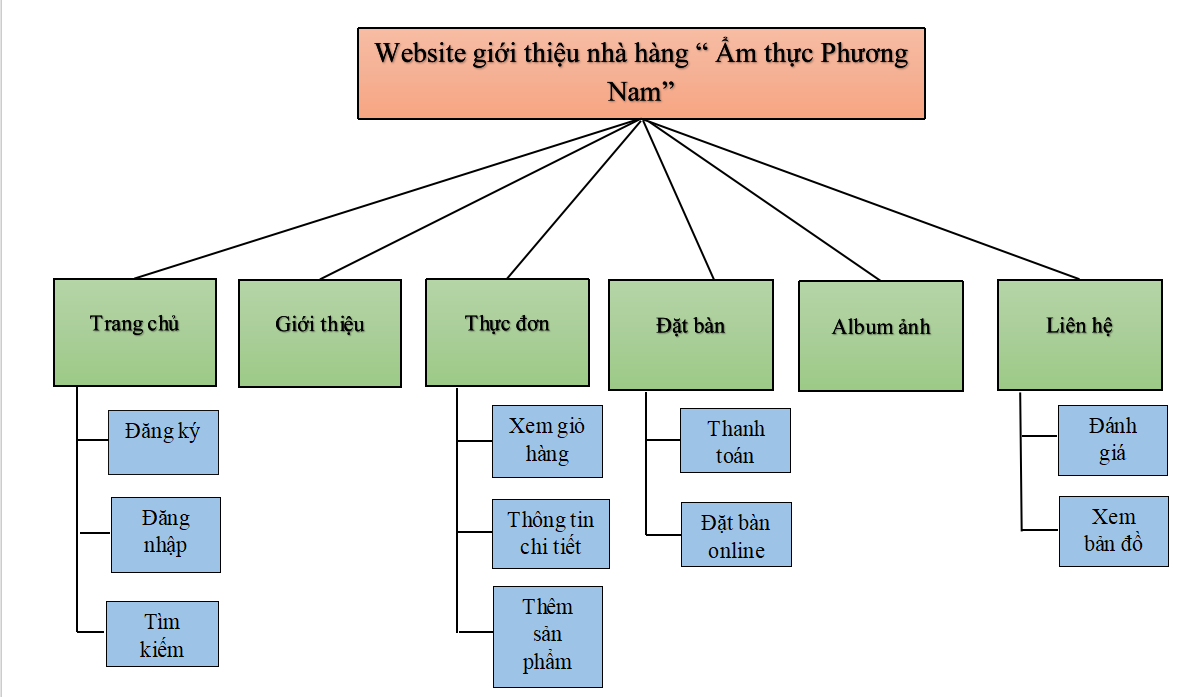 Website giới thiệu nhà hàng “ Ẩm thực Phương
Nam”
Trang chủ
Giới thiệu
Thực đơn
Đặt bàn
Album ảnh
Liên hệ
Đăng ký
Đăng
nhập
Tìm
kiếm
Xem giỏ
hàng
Thông tin
chi tiết
Thêm
sản
phẩm
Thanh
toán
Đặt bàn
online
Đánh
giá
Xem
bản đồ